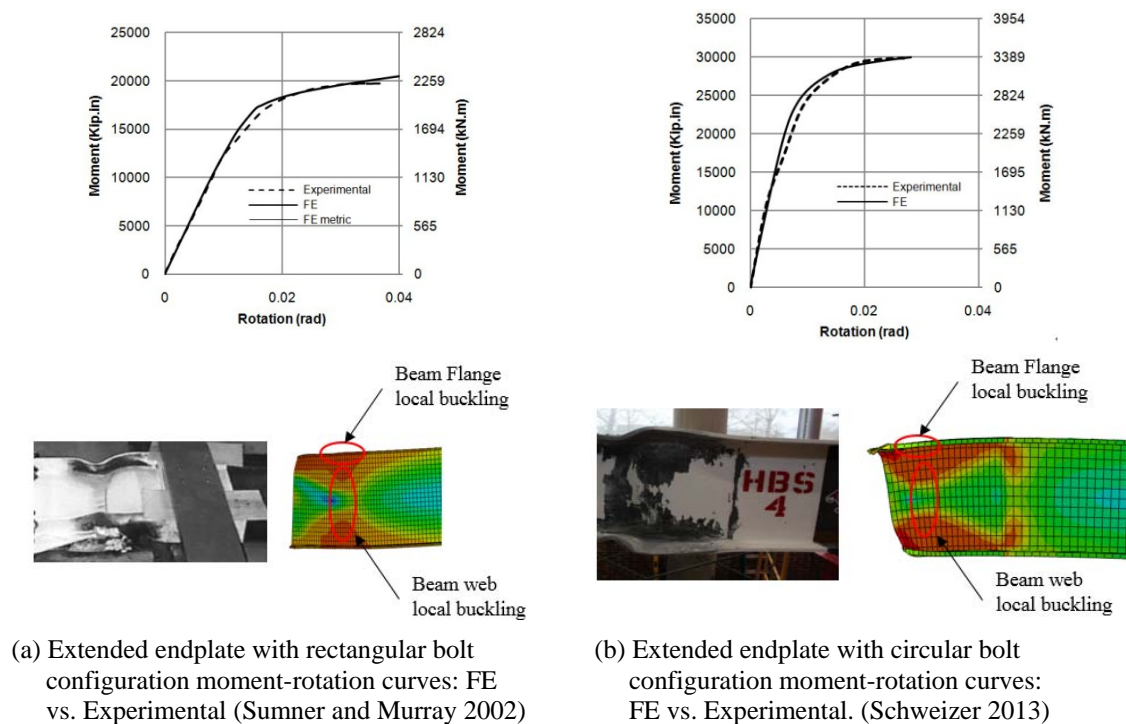 25000
20000
15000
10000
5000
0
2824
2259
1694
1130
565
0
0
0.02
0.04
Moment (Kip.in)
Moment (kN.m)
Rotation (rad)
Experimental
FE
FE metric
35000
30000
25000
20000
15000
10000
5000
0
3954
3389
2824
2259
1695
1130
565
0
0
0.02
0.04
Moment (Kip.in)
Moment (kN.m)
Rotation (rad)
Experimental
FE
Beam Flange
local buckling
Beam web
local buckling
Beam Flange
local buckling
HBS
4
Beam web
local buckling
(a) Extended endplate with rectangular bolt
configuration moment-rotation curves: FE
vs. Experimental (Sumner and Murray 2002)
(b) Extended endplate with circular bolt
configuration moment-rotation curves:
FE vs. Experimental. (Schweizer 2013)